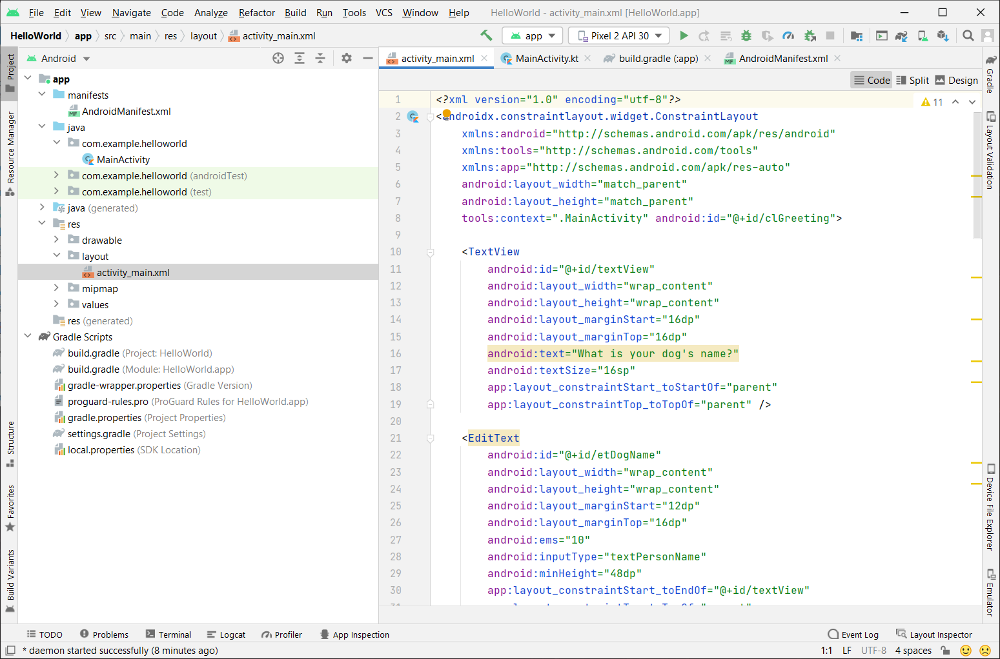 File Edit View Navigate Code Analyze Refactor Build Run Tools VCS Window Help HelloWorld - activity_main.xml [HelloWorld.app]
HelloWorld app src main res layout activity_main.xml app Pixel 2 API 30
Project
Resource Manager
Structure
Favorites
Build Variants
Android
app
manifests
MF AndroidManifest.xml
java
com.example.helloworld
MainActivity
com.example.helloworld (androidTest)
com.example.helloworld (test)
java (generated)
res
drawable
layout
activity_main.xml
mipmap
values
res (generated)
Gradle Scripts
build.gradle (Project: HelloWorld)
build.gradle (Module: HelloWorld.app)
gradle-wrapper.properties (Gradle Version)
proguard-rules.pro (ProGuard Rules for HelloWorld.app)
gradle.properties (Project Properties)
settings.gradle (Project Settings)
local.properties (SDK Location)
activity_main.xml MainActivity.kt build.gradle (:app) MF AndroidManifest.xml
Code Split Design
11
1 <?xml version="1.0" encoding="utf-8"?>
2 <androidx.constraintlayout.widget.ConstraintLayout
3 xmlns:android="http://schemas.android.com/apk/res/android"
4 xmlns:tools="http://schemas.android.com/tools"
5 xmlns:app="http://schemas.android.com/apk/res-auto"
6 android:layout_width="match_parent"
7 android:layout_height="match_parent"
8 tools:context=".MainActivity" android:id="@+id/clGreeting">
9
10 <TextView
11 android:id="@+id/textView"
12 android:layout_width="wrap_content"
13 android:layout_height="wrap_content"
14 android:layout_marginStart="16dp"
15 android:layout_marginTop="16dp"
16 android:text="What is your dog's name?"
17 android:textSize="16sp"
18 app:layout_constraintStart_toStartOf="parent"
19 app:layout_constraintTop_toTopOf="parent" />
20
21 <EditText
22 android:id="@+id/etDogName"
23 android:layout_width="wrap_content"
24 android:layout_height="wrap_content"
25 android:layout_marginStart="12dp"
26 android:layout_marginTop="16dp"
27 android:ems="10"
28 android:inputType="textPersonName"
29 android:minHeight="48dp"
30 app:layout_constraintStart_toEndOf="@+id/textView"
Gradle
Layout Validation
Device File Explorer
Emulator
TODO Problems Terminal Logcat Profiler App Inspection Event Log Layout Inspector
* daemon started successfully (8 minutes ago) 1:1 LF UTF-8 4 spaces